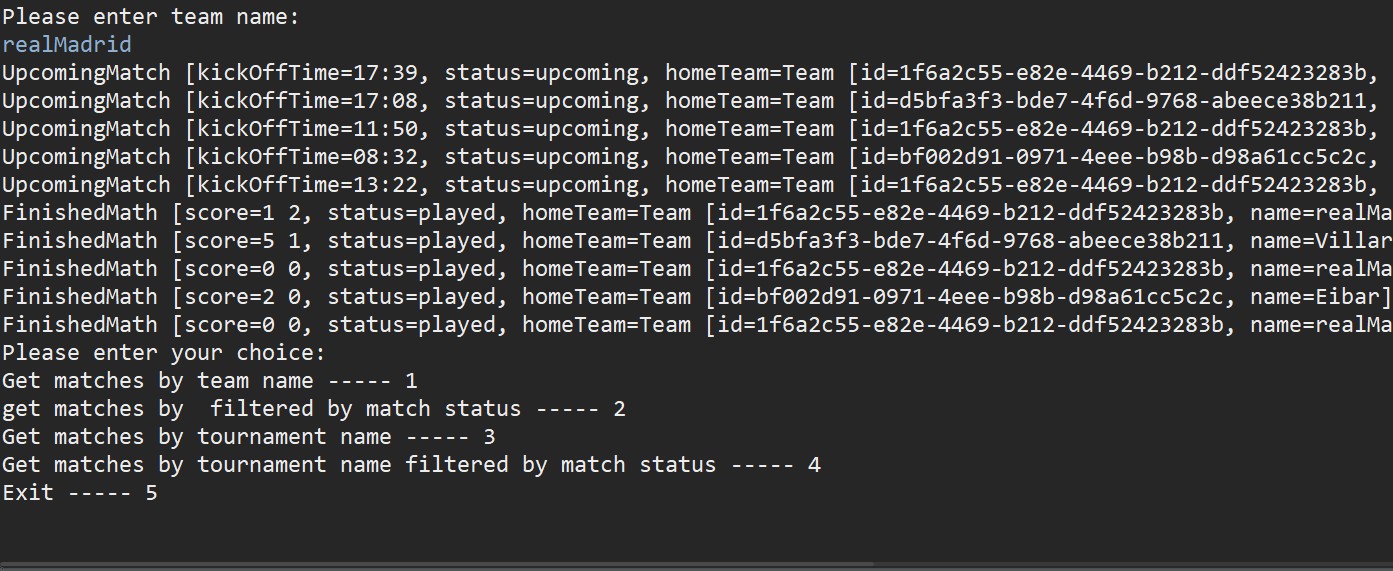 Please enter team name:
realMadrid
UpcomingMatch [kickOffTime=17:39, status=upcoming, homeTeam=Team [id=1f6a2c55-e82e-4469-b212-ddf52423283b,
UpcomingMatch [kickOffTime=17:08, status=upcoming, homeTeam=Team [id=d5bfa3f3-bde7-4f6d-9768-abeece38b211,
UpcomingMatch [kickOffTime=11:50, status=upcoming, homeTeam=Team [id=1f6a2c55-e82e-4469-b212-ddf52423283b,
UpcomingMatch [kickOffTime=08:32, status=upcoming, homeTeam=Team [id=bf002d91-0971-4eee-b98b-d98a61cc5c2c,
UpcomingMatch [kickOffTime=13:22, status=upcoming, homeTeam=Team [id=1f6a2c55-e82e-4469-b212-ddf52423283b,
FinishedMath [score=1 2, status=played, homeTeam=Team [id=1f6a2c55-e82e-4469-b212-ddf52423283b, name=realMa
FinishedMath [score=5 1, status=played, homeTeam=Team [id=d5bfa3f3-bde7-4f6d-9768-abeece38b211, name=Villar
FinishedMath [score=0 0, status=played, homeTeam=Team [id=1f6a2c55-e82e-4469-b212-ddf52423283b, name=realMa
FinishedMath [score=2 0, status=played, homeTeam=Team [id=bf002d91-0971-4eee-b98b-d98a61cc5c2c, name=Eibar]
FinishedMath [score=0 0, status=played, homeTeam=Team [id=1f6a2c55-e82e-4469-b212-ddf52423283b, name=realMa
Please enter your choice:
Get matches by team name ----- 1
get matches by  filtered by match status ----- 2
Get matches by tournament name ----- 3
Get matches by tournament name filtered by match status ----- 4
Exit ----- 5